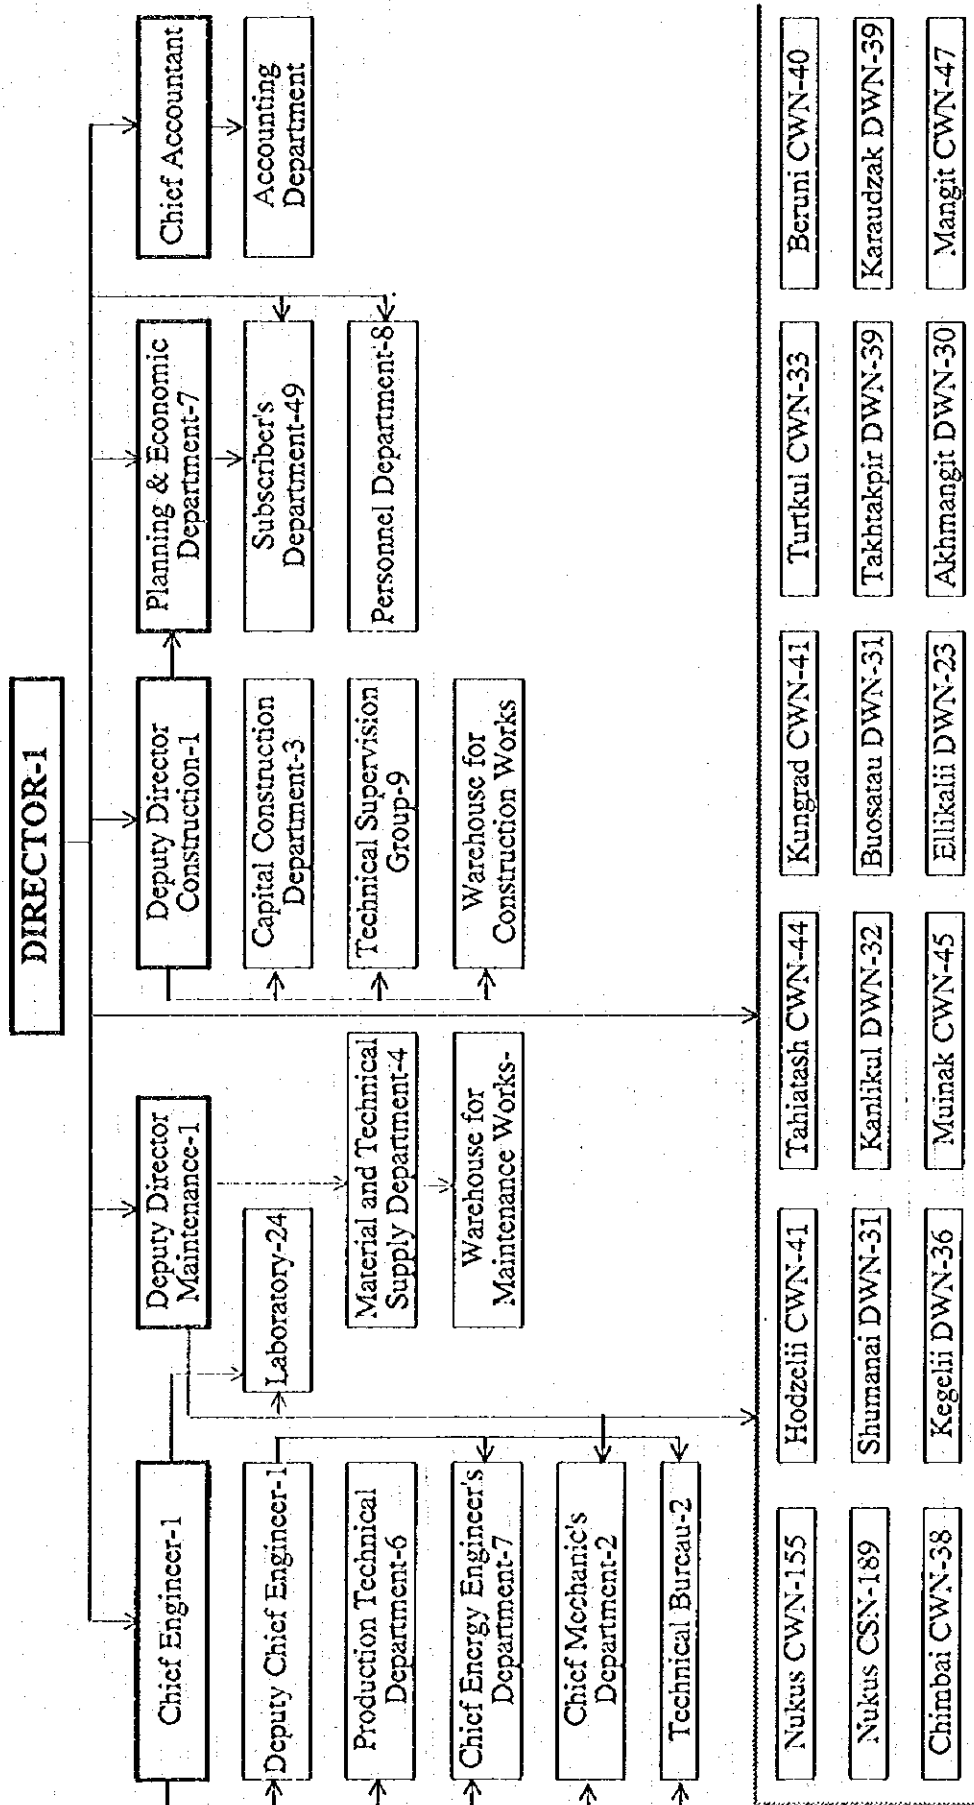 DIRECTOR-1
Chief Engineer-1
Deputy Director
Maintenance-1
Deputy Director
Construction-1
Planning & Economic
Department-7
Chief Accountant
Deputy Chief Engineer-1
Laboratory-24
Capital Construction
Department-3
Subscriber's
Department-49
Accounting
Department
Production Technical
Department-6
Material and Technical
Supply Department-4
Technical Supervision
Group-9
Personnel Department-8
Chief Energy Engineer's
Department-7
Warehouse for
Maintenance Works-
Warehouse for
Construction Works
Chief Mechanic's
Department-2
Technical Bureau-2
Nukus CWN-155
Hodzelii CWN-41
Tahiatash CWN-44
Kungrad CWN-41
Turtkul CWN-33
Beruni CWN-40
Nukus CSN-189
Shumanai DWN-31
Kanlikul DWN-32
Buosatau DWN-31
Takhtakpir DWN-39
Karaudzak DWN-39
Chimbai CWN-38
Kegelii DWN-36
Muinak CWN-45
Ellikalii DWN-23
Akhmangit DWN-30
Mangit CWN-47